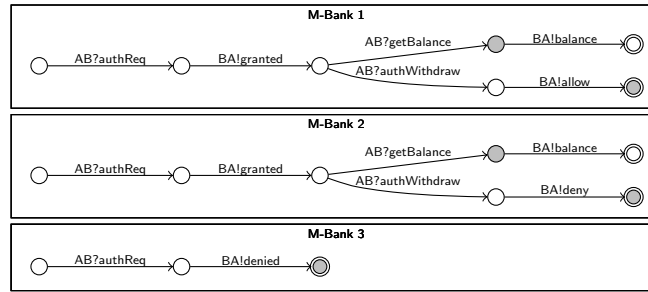 M-Bank 1
AB?getBalance
BA!balance
AB?authReq
BA!granted
AB?authWithdraw
BA!allow
M-Bank 2
AB?getBalance
BA!balance
AB?authReq
BA!granted
AB?authWithdraw
BA!deny
M-Bank 3
AB?authReq
BA!denied